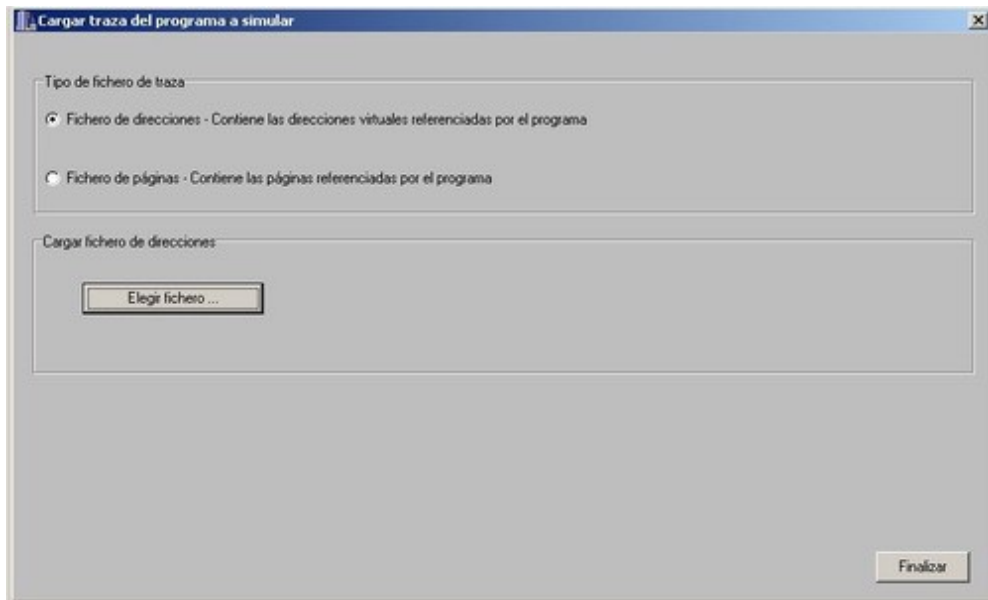 Cargar traza del programa a simular
Tipo de fichero de traza
Fichero de direcciones - Contiene las direcciones virtuales referenciadas por el programa
Fichero de páginas - Contiene las páginas referenciadas por el programa
Cargar fichero de direcciones
Elegir fichero ...
Finalizar